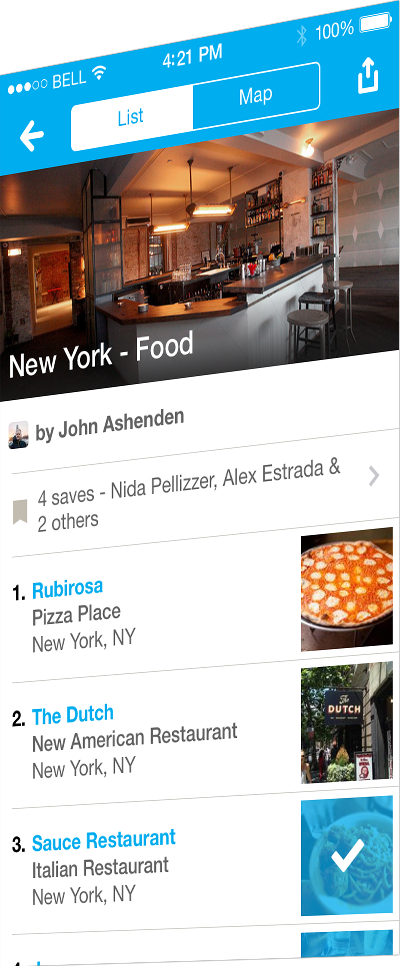 BELL 4:21 PM 100%
List Map
New York - Food
by John Ashenden
4 saves - Nida Pellizzer, Alex Estrada &
2 others
1. Rubirosa
Pizza Place
New York, NY
The
DUTCH
2. The Dutch
New American Restaurant
New York, NY
3. Sauce Restaurant
Italian Restaurant
New York, NY